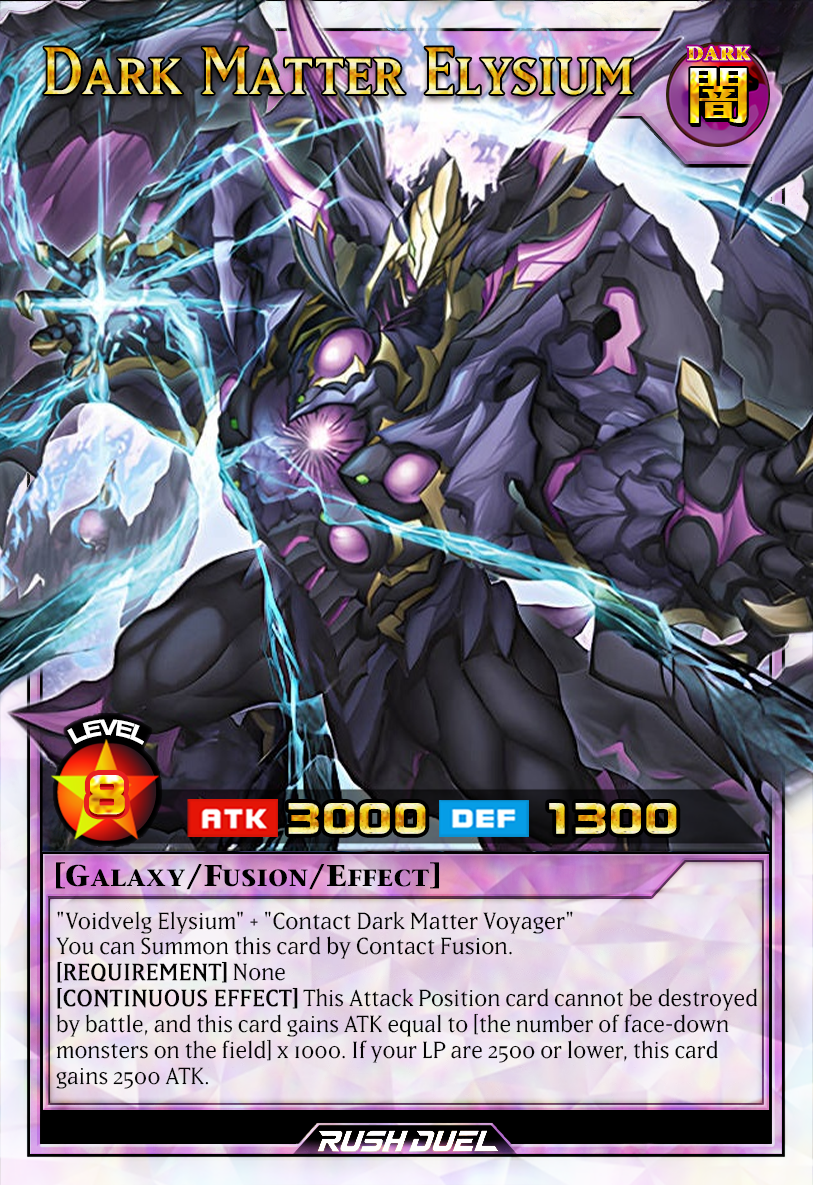 DARK MATTER ELYSIUM
DARK
闇
LEVEL
8
ATK 3000 DEF 1300
[GALAXY/FUSION/EFFECT]
"Voidvelg Elysium" + "Contact Dark Matter Voyager"
You can Summon this card by Contact Fusion.
[REQUIREMENT] None
[CONTINUOUS EFFECT] This Attack Position card cannot be destroyed
by battle, and this card gains ATK equal to [the number of face-down
monsters on the field] x 1000. If your LP are 2500 or lower, this card
gains 2500 ATK.
RUSH DUEL